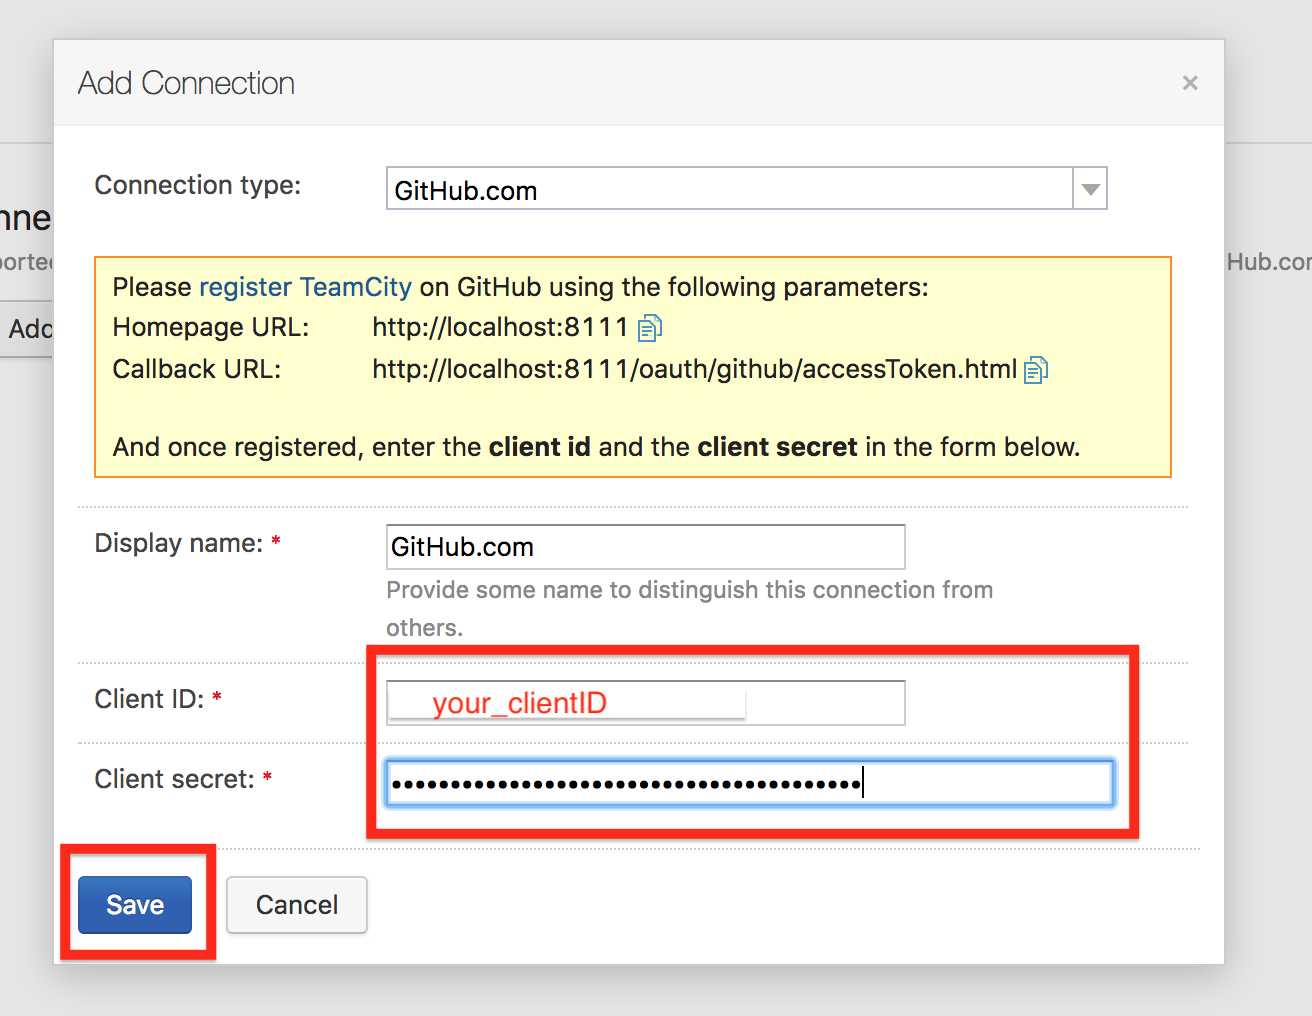 Add Connection
×
Connection type:
GitHub.com
Please register TeamCity on GitHub using the following parameters:
Homepage URL: http://localhost:8111
Callback URL: http://localhost:8111/oauth/github/accessToken.html
And once registered, enter the client id and the client secret in the form below.
Display name: *
GitHub.com
Provide some name to distinguish this connection from
others.
Client ID: *
your_clientID
Client secret: *
••••••••••••••••••••••••••••••••••••••••
Save
Cancel
nne
ported
Hub.com
Add